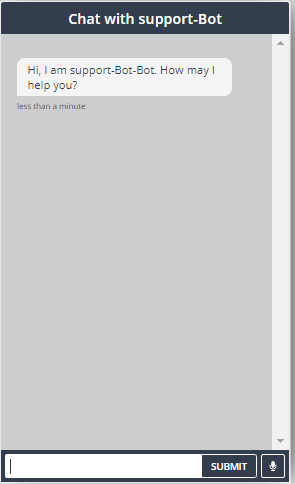 Chat with support-Bot
Hi, I am support-Bot-Bot. How may I
help you?
less than a minute
SUBMIT